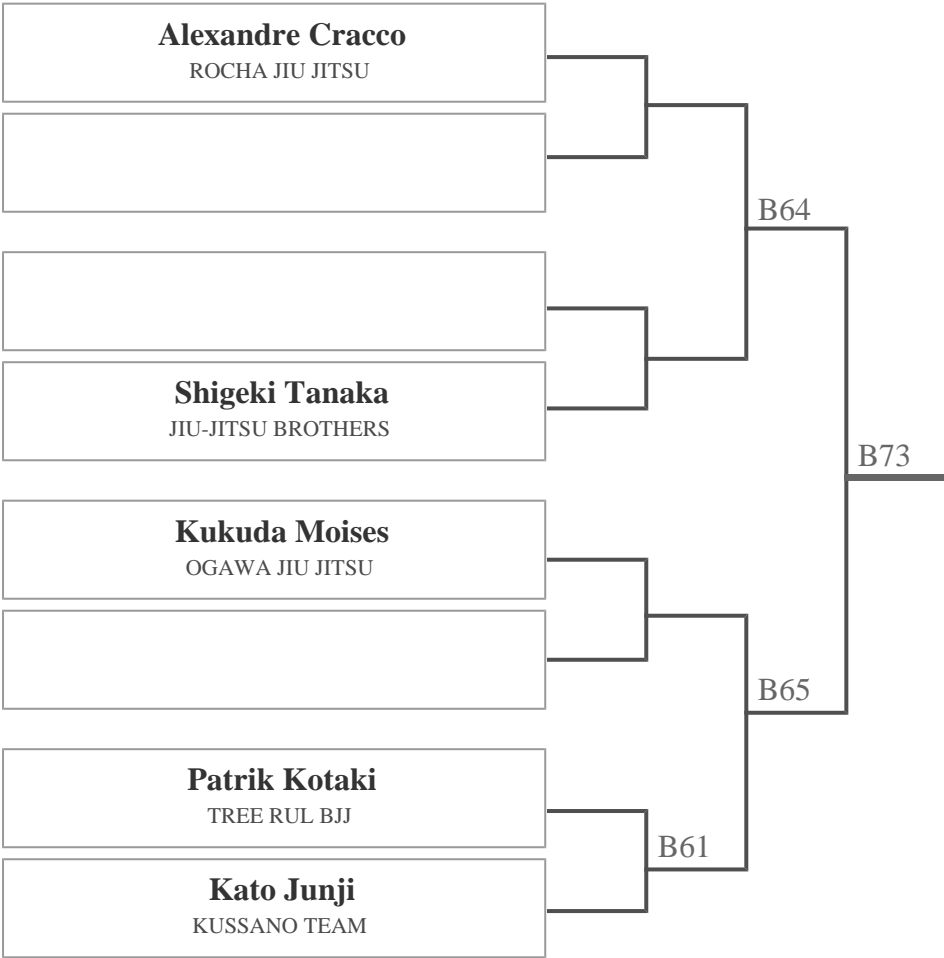 Alexandre Cracco
ROCHA JIU JITSU
B64
Shigeki Tanaka
JIU-JITSU BROTHERS
B73
Kukuda Moises
OGAWA JIU JITSU
B65
Patrik Kotaki
TREE RUL BJJ
B61
Kato Junji
KUSSANO TEAM